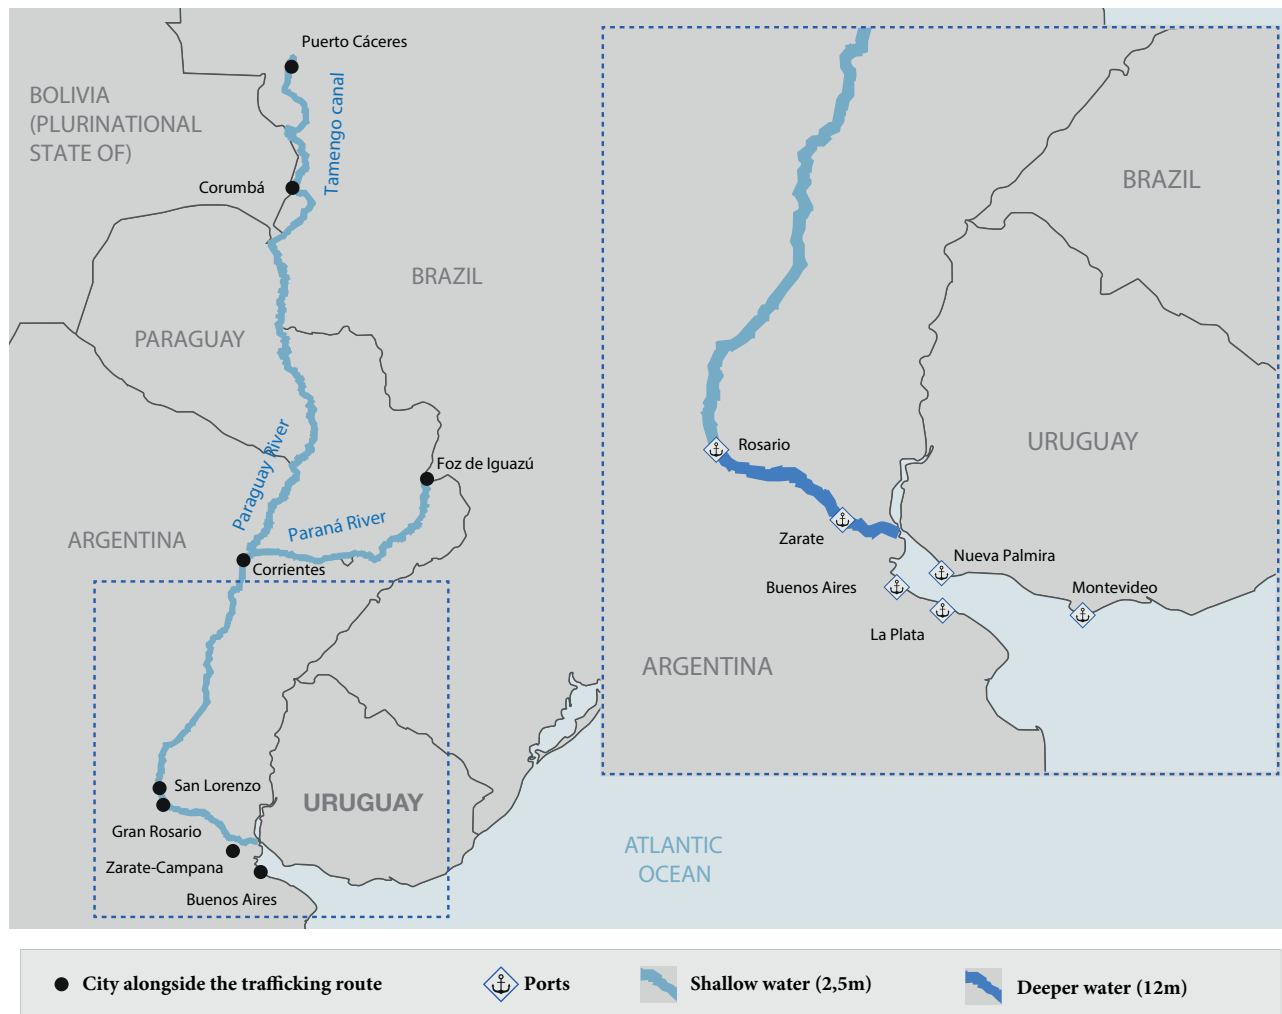 Puerto Cáceres
BOLIVIA
(PLURINATIONAL
STATE OF)
Tamengo canal
Corumbá
BRAZIL
PARAGUAY
Paraguay River
Foz de Iguazú
Paraná River
ARGENTINA
Corrientes
San Lorenzo
Gran Rosario
URUGUAY
Zarate-Campana
Buenos Aires
ATLANTIC
OCEAN
BRAZIL
URUGUAY
Rosario
Zarate
Nueva Palmira
Buenos Aires
Montevideo
La Plata
ARGENTINA
City alongside the trafficking route
Ports
Shallow water (2,5m)
Deeper water (12m)